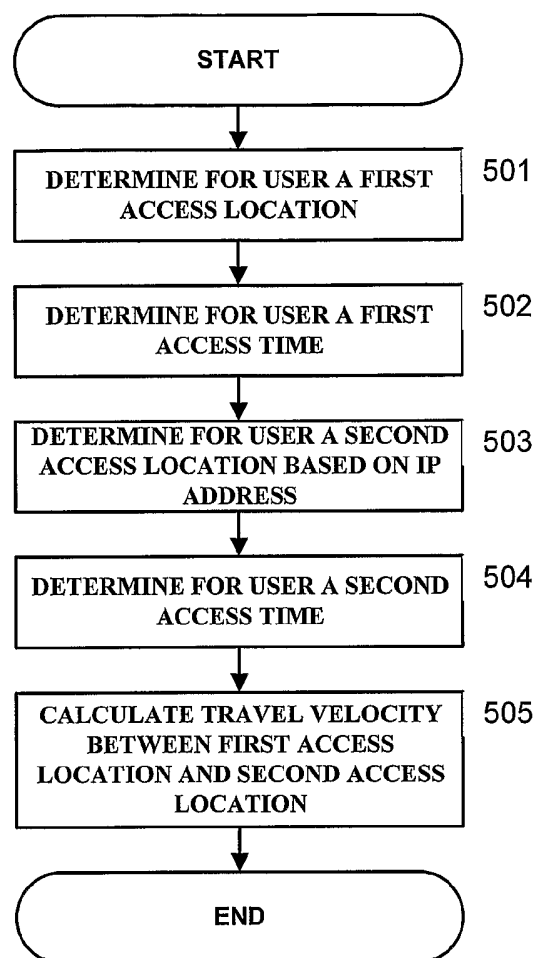 START
DETERMINE FOR USER A FIRST
ACCESS LOCATION
501
DETERMINE FOR USER A FIRST
ACCESS TIME
502
DETERMINE FOR USER A SECOND
ACCESS LOCATION BASED ON IP
ADDRESS
503
DETERMINE FOR USER A SECOND
ACCESS TIME
504
CALCULATE TRAVEL VELOCITY
BETWEEN FIRST ACCESS
LOCATION AND SECOND ACCESS
LOCATION
505
END